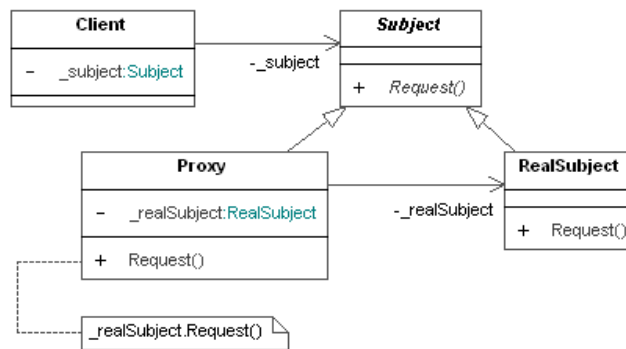 Client
- _subject:Subject
Subject
+ Request()
-_subject
Proxy
- _realSubject:RealSubject
+ Request()
RealSubject
+ Request()
-_realSubject
_realSubject.Request()